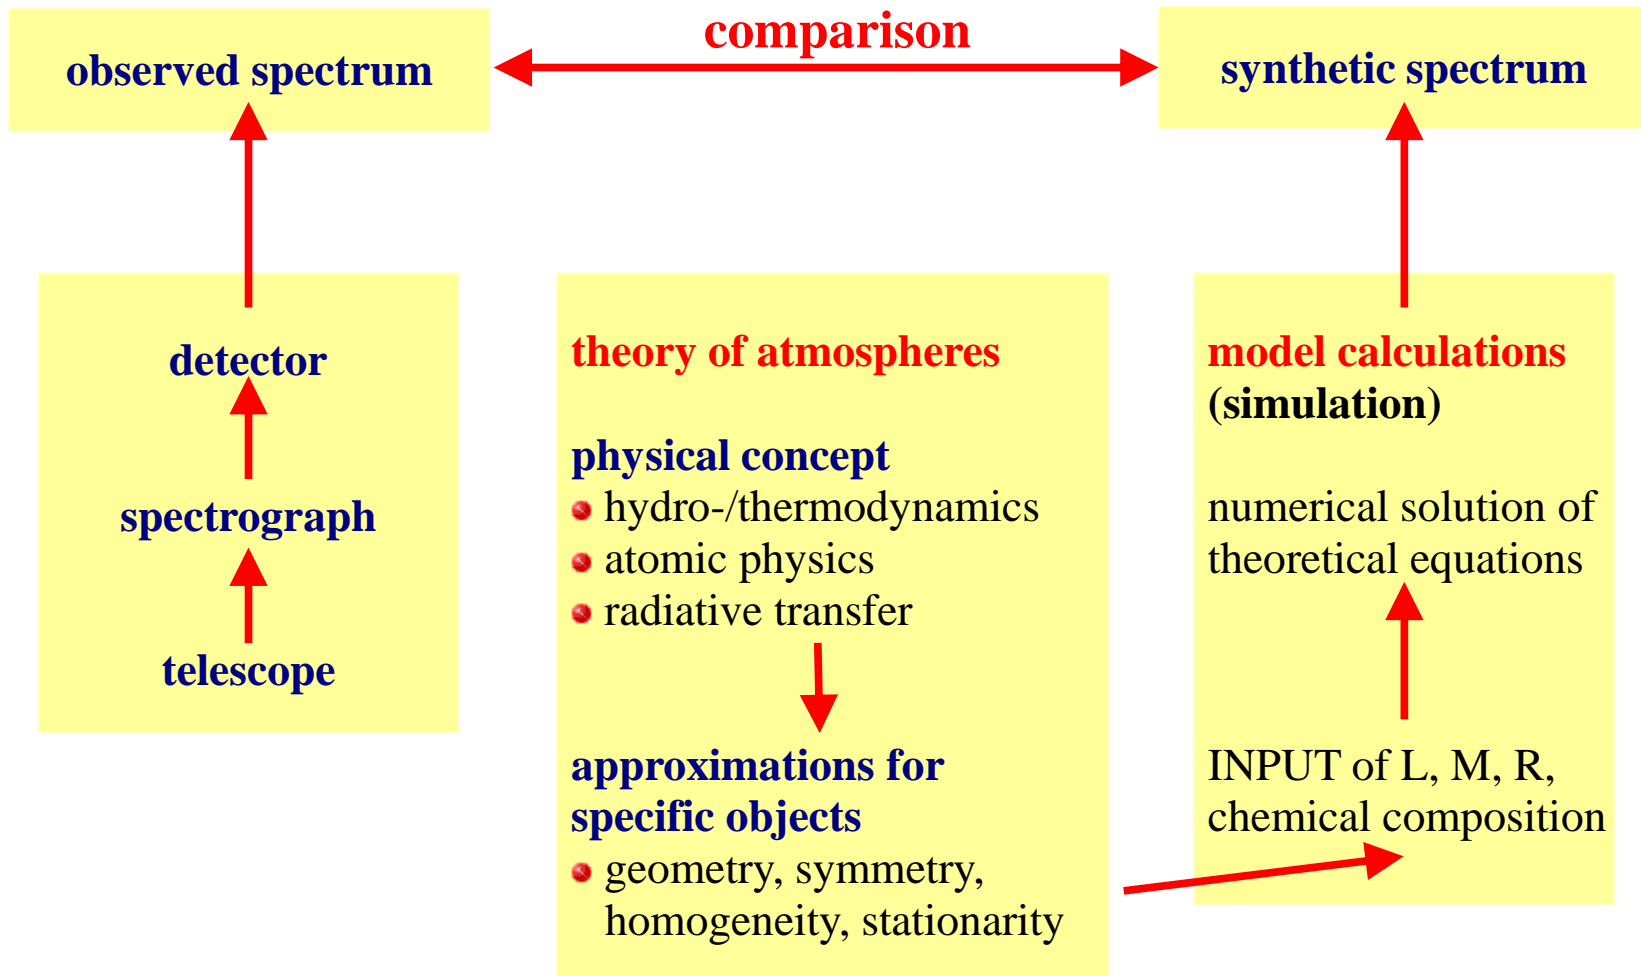 comparison
observed spectrum
synthetic spectrum
detector
spectrograph
telescope
theory of atmospheres
physical concept
hydro-/thermodynamics
atomic physics
radiative transfer
approximations for
specific objects
geometry, symmetry,
homogeneity, stationarity
model calculations
(simulation)
numerical solution of
theoretical equations
INPUT of L, M, R,
chemical composition